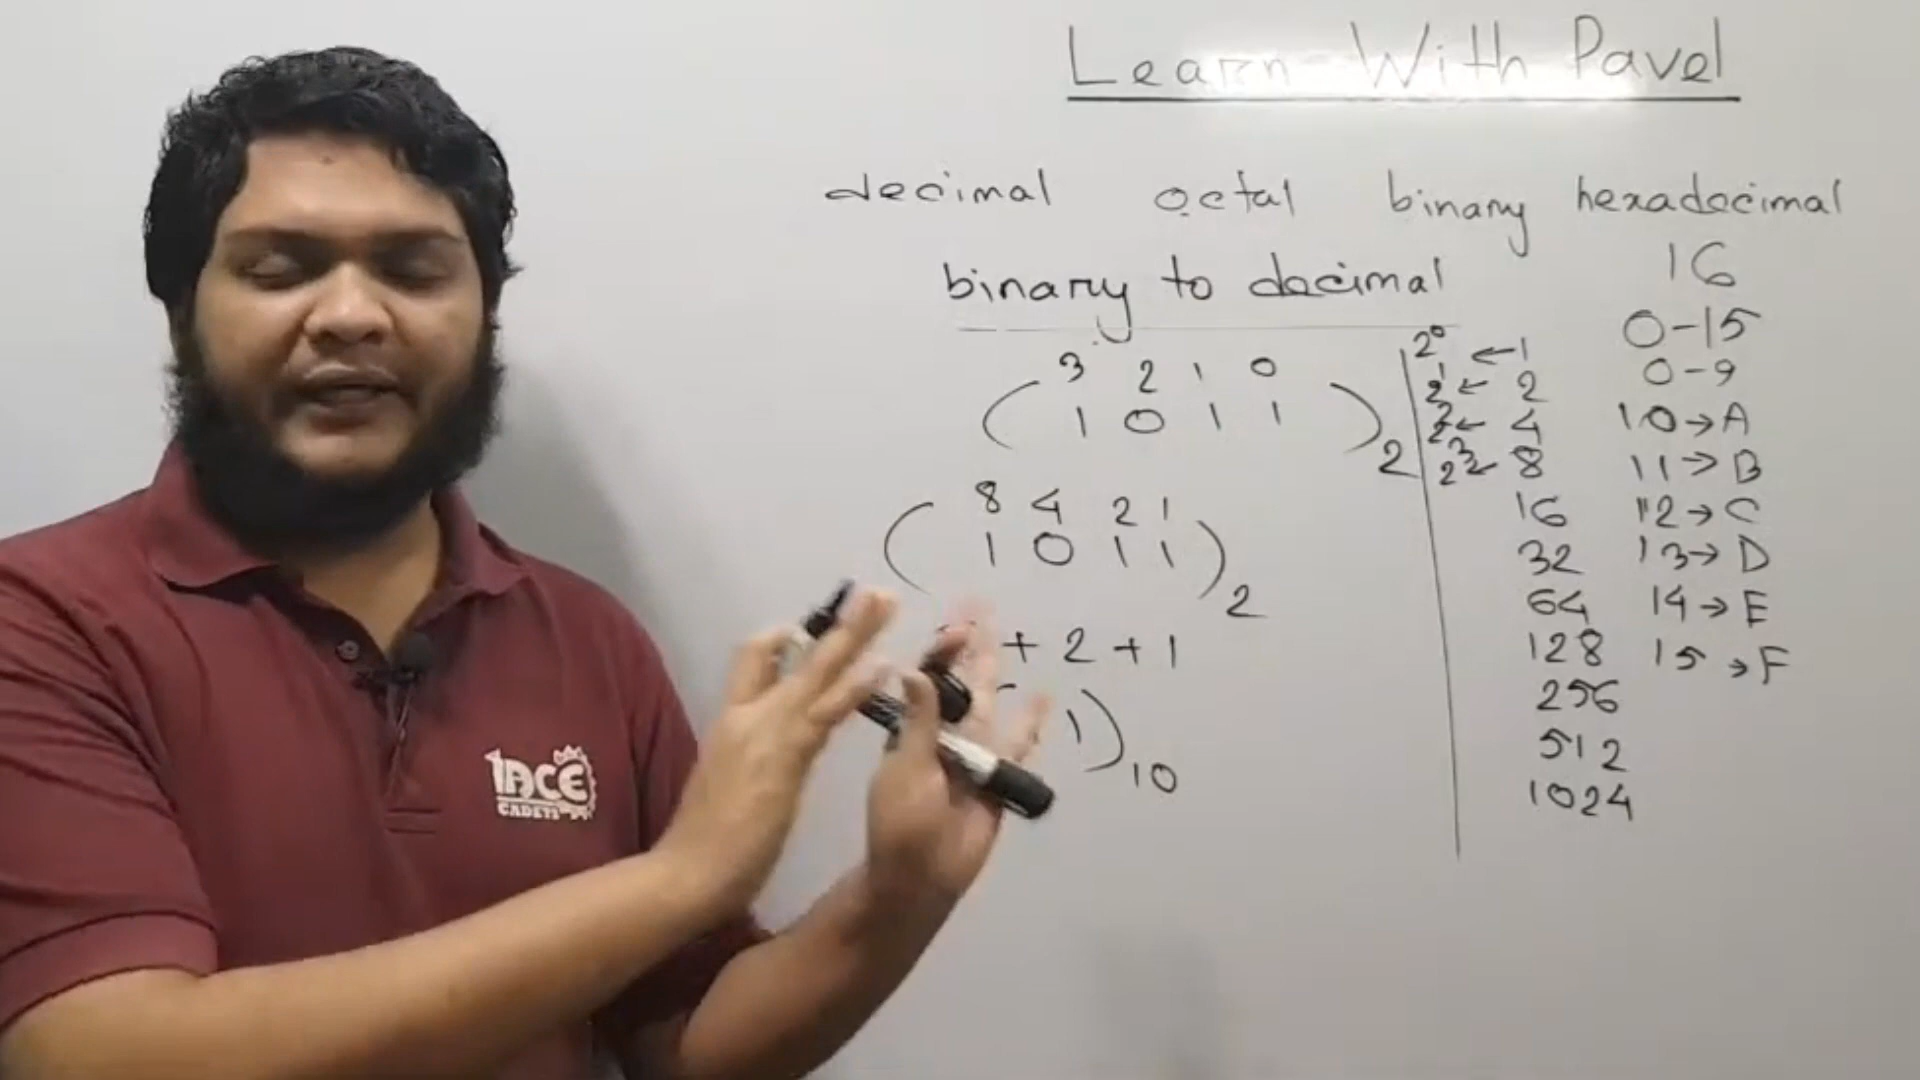 Learn With Pavel
decimal octal binary hexadecimal
binary to decimal
3 2 1 0
(1 0 1 1)2
8 4 2 1
(1 0 1 1)2
+ 2 + 1
1)10
2⁰ ← 1
2¹ ← 2
2² ← 4
2³ ← 8
16
32
64
128
256
512
1024
16
0-15
0-9
10→A
11→B
12→C
13→D
14→E
15→F
ACE
CADETS